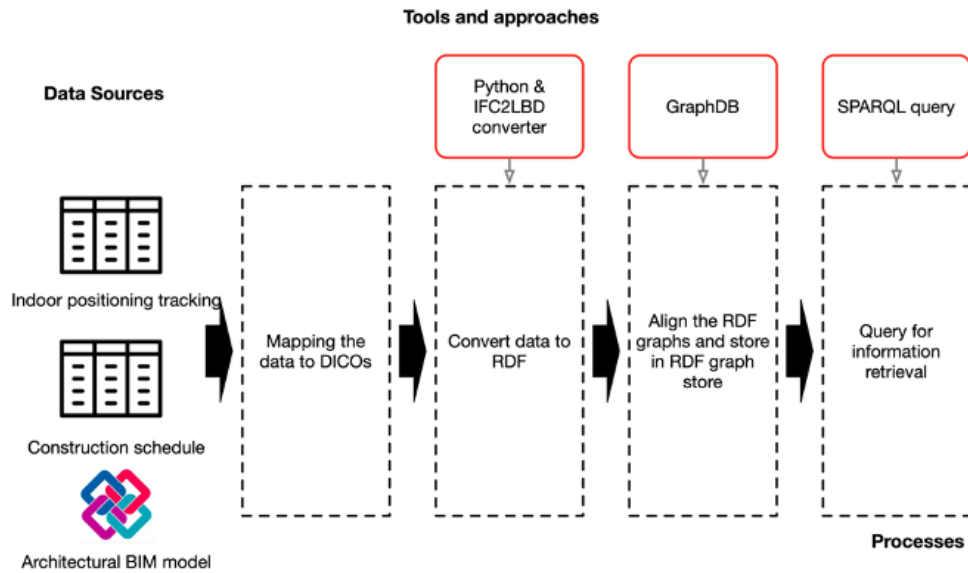 Tools and approaches
Data Sources
Python &
IFC2LBD
converter
GraphDB
SPARQL query
Indoor positioning tracking
Construction schedule
Architectural BIM model
Mapping the
data to DICOs
Convert data to
RDF
Align the RDF
graphs and store
in RDF graph
store
Query for
information
retrieval
Processes